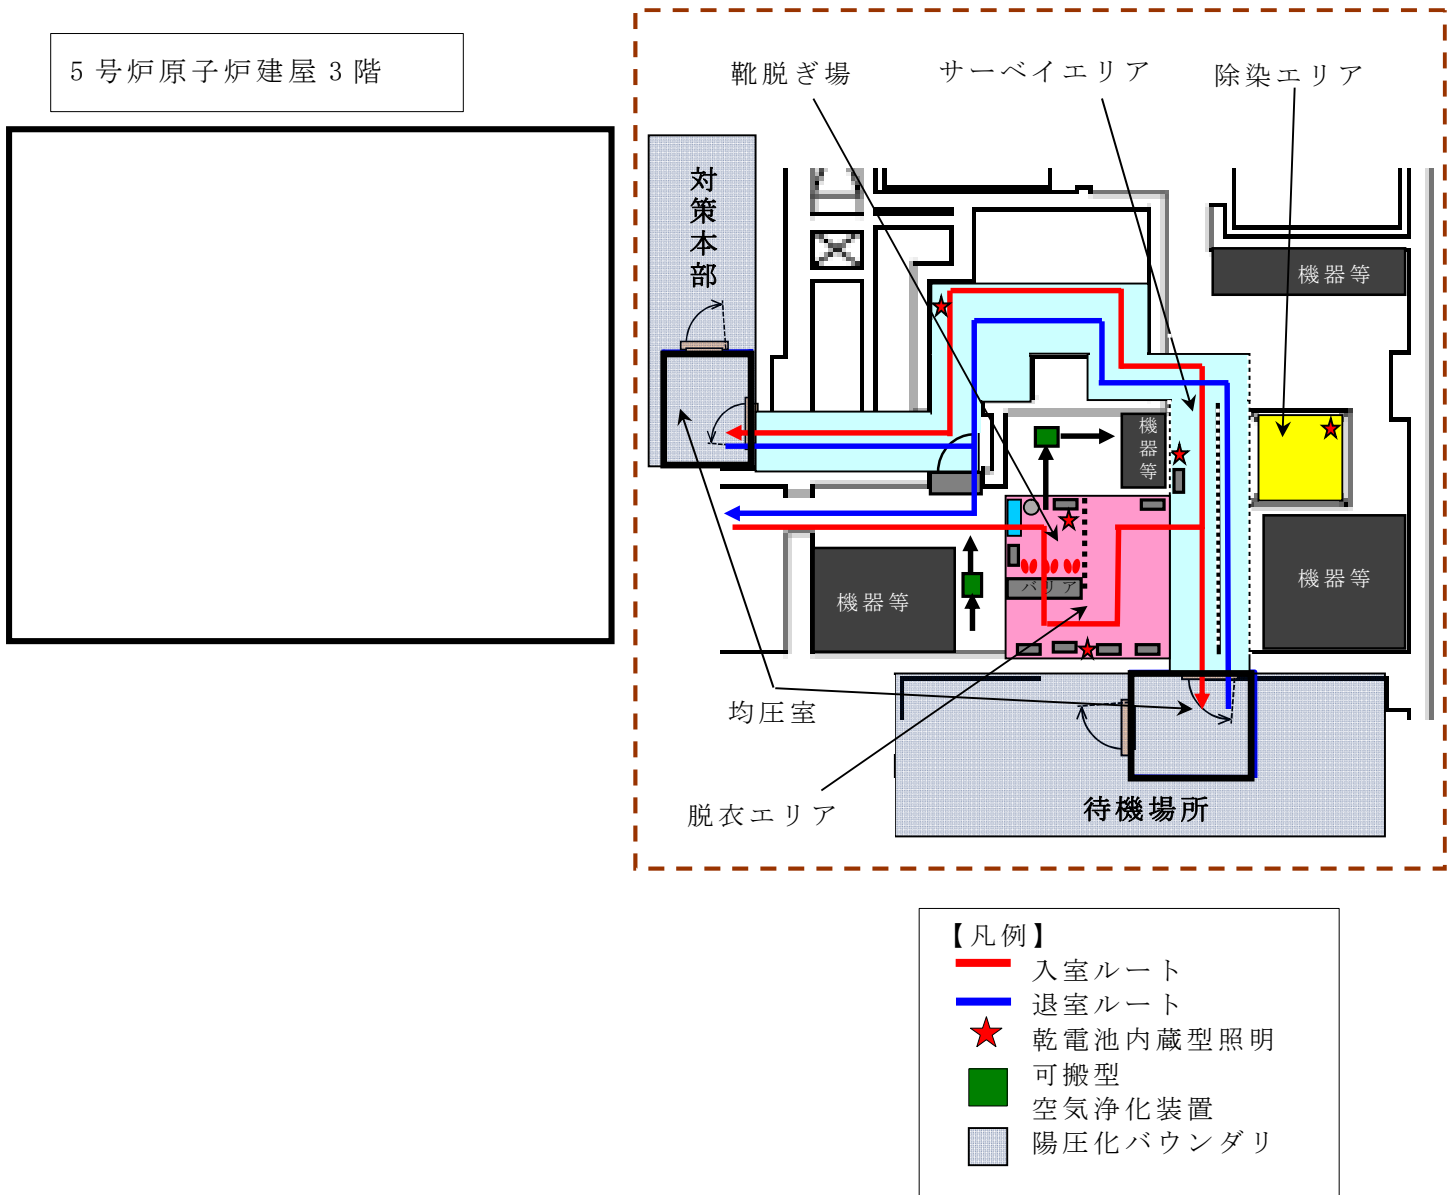 5号炉原子炉建屋3階
靴脱ぎ場
サーベイエリア
除染エリア
対策本部
機器等
機器等
バリア
機器等
機器等
均圧室
脱衣エリア
待機場所
【凡例】
入室ルート
退室ルート
乾電池内蔵型照明
可搬型
空気浄化装置
陽圧化バウンダリ